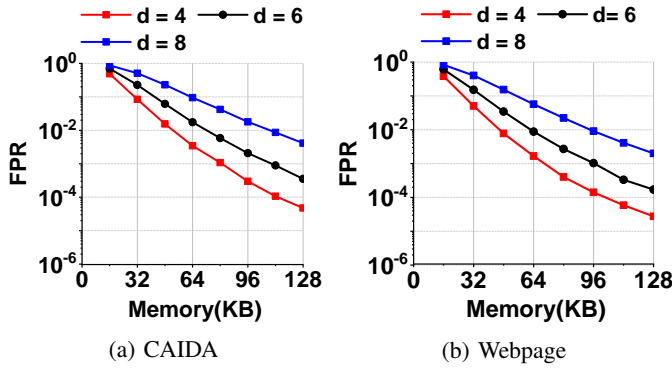 d = 4 d = 6
d = 8
FPR
10^0
10^-2
10^-4
10^-6
0 32 64 96 128
Memory(KB)
(a) CAIDA
d = 4 d= 6
d = 8
FPR
10^0
10^-2
10^-4
10^-6
0 32 64 96 128
Memory(KB)
(b) Webpage